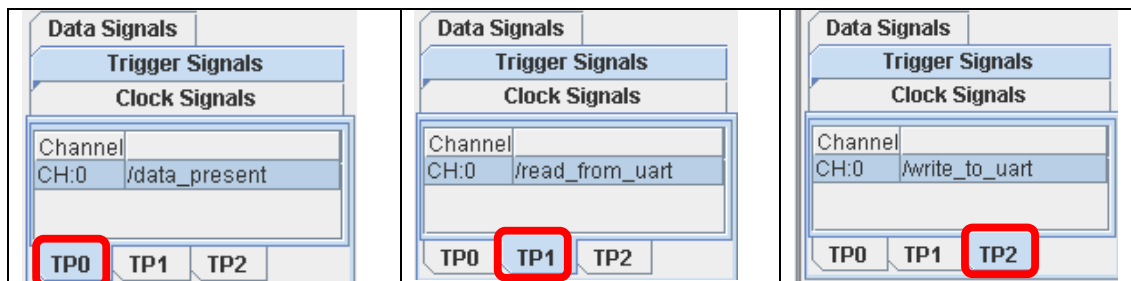 Data Signals
Trigger Signals
Clock Signals
Channel
CH:0 /data_present
TP0 TP1 TP2
Data Signals
Trigger Signals
Clock Signals
Channel
CH:0 /read_from_uart
TP0 TP1 TP2
Data Signals
Trigger Signals
Clock Signals
Channel
CH:0 /write_to_uart
TP0 TP1 TP2